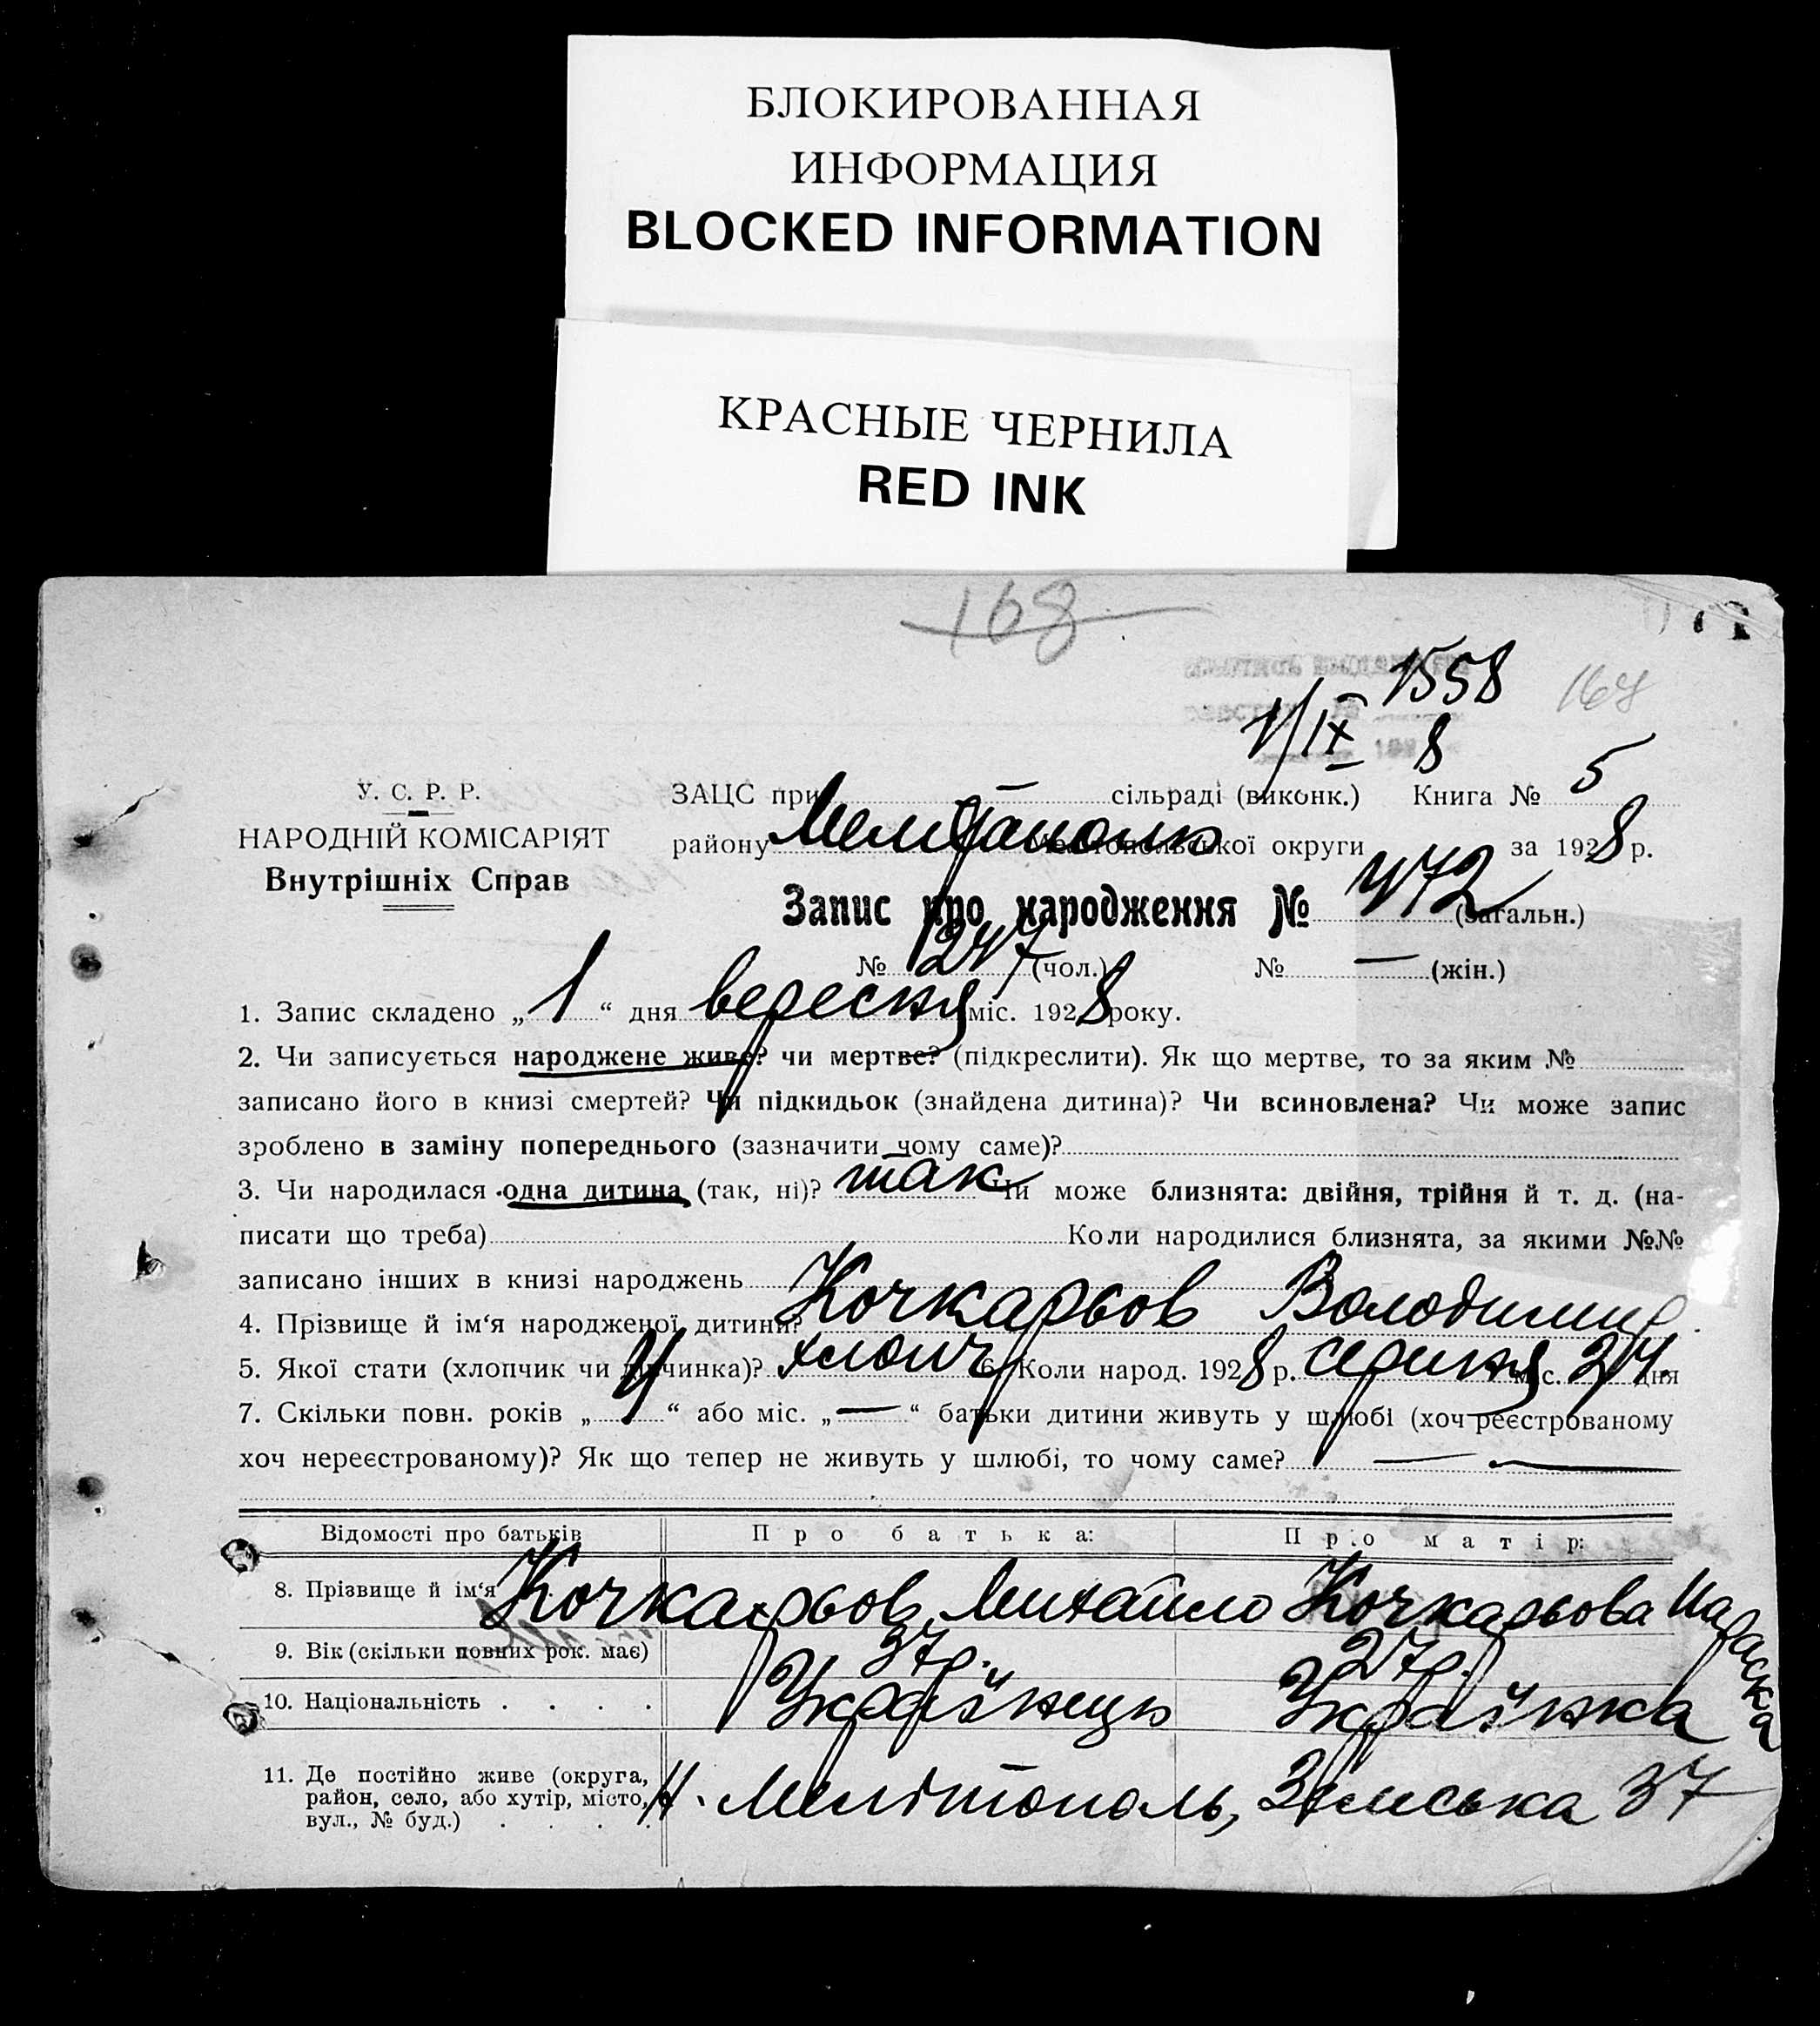 БЛОКИРОВАННАЯ
ИНФОРМАЦИЯ
BLOCKED INFORMATION
КРАСНЫЕ ЧЕРНИЛА
RED INK
168
1558
168
1/IX 8
У. С. Р. Р.
НАРОДНІЙ КОМІСАРІЯТ
Внутрішніх Справ
ЗАЦС при сільраді (виконк.) Книга № 5
району Мелітополь Мелітопольської округи за 1928 р.
Запис про народження № 472 (загальн.)
№ 247 (чол.) № — (жін.)
1. Запис складено „ 1 “ дня вересня міс. 1928 року.
2. Чи записується народжене живе? чи мертве? (підкреслити). Як що мертве, то за яким №
записано його в книзі смертей? Чи підкидьок (знайдена дитина)? Чи всиновлена? Чи може запис
зроблено в заміну попереднього (зазначити чому саме)?
3. Чи народилася одна дитина (так, ні)? так Чи може близнята: двійня, трійня й т. д. (на-
писати що треба) Коли народилися близнята, за якими №№
записано інших в книзі народжень
4. Прізвище й ім‘я народженої дитини? Кочкарьов Володимир
5. Якої стати (хлопчик чи дівчинка)? хлопч 6. Коли народ. 1928 р. серпня міс. 24 дня
7. Скільки повн. років „ “ або міс. „ — “ батьки дитини живуть у шлюбі (хоч реєстрованому
хоч нереєстрованому)? Як що тепер не живуть у шлюбі, то чому саме? — —
Відомості про батьків Про батька: Про матір:
8. Прізвище й ім‘я Кочкарьов Михайло Кочкарьова Параска
9. Вік (скільки повних рок. має) 37 р. 27 р.
10. Національність . . . . Українець Українка
11. Де постійно живе (округа,
район, село, або хутір, місто,
вул., № буд.) . . . . М. Мелітополь, Земська 37